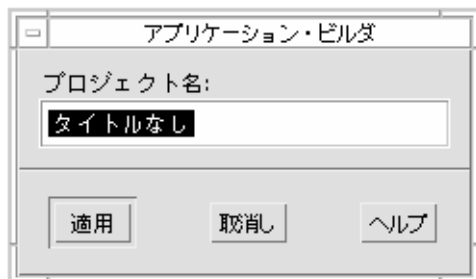 アプリケーション・ビルダ
プロジェクト名:
タイトルなし
適用 取消し ヘルプ